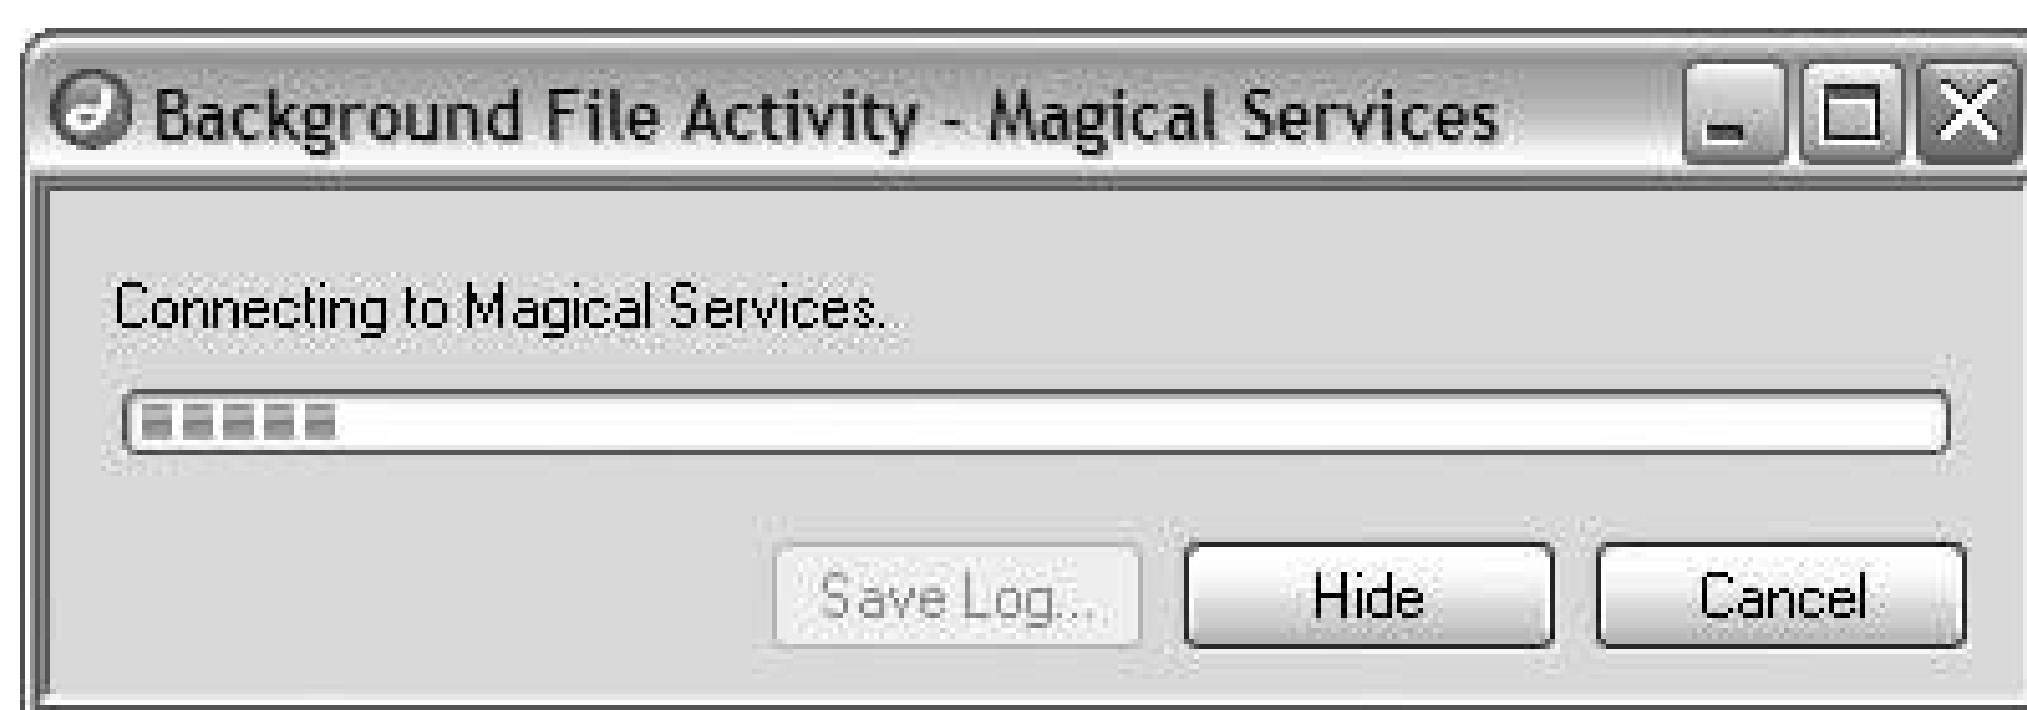 Background File Activity - Magical Services
Connecting to Magical Services.
Save Log...
Hide
Cancel